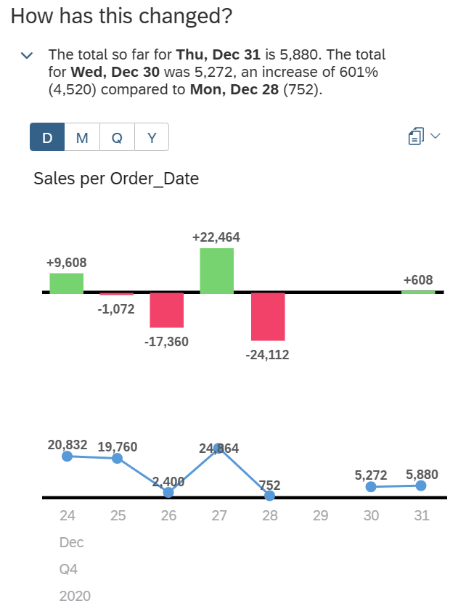 How has this changed?
The total so far for Thu, Dec 31 is 5,880. The total
for Wed, Dec 30 was 5,272, an increase of 601%
(4,520) compared to Mon, Dec 28 (752).
D M Q Y
Sales per Order_Date
+22,464
+9,608
+608
-1,072
-17,360
-24,112
20,832 19,760 24,864
2,400 752 5,272 5,880
24 25 26 27 28 29 30 31
Dec
Q4
2020